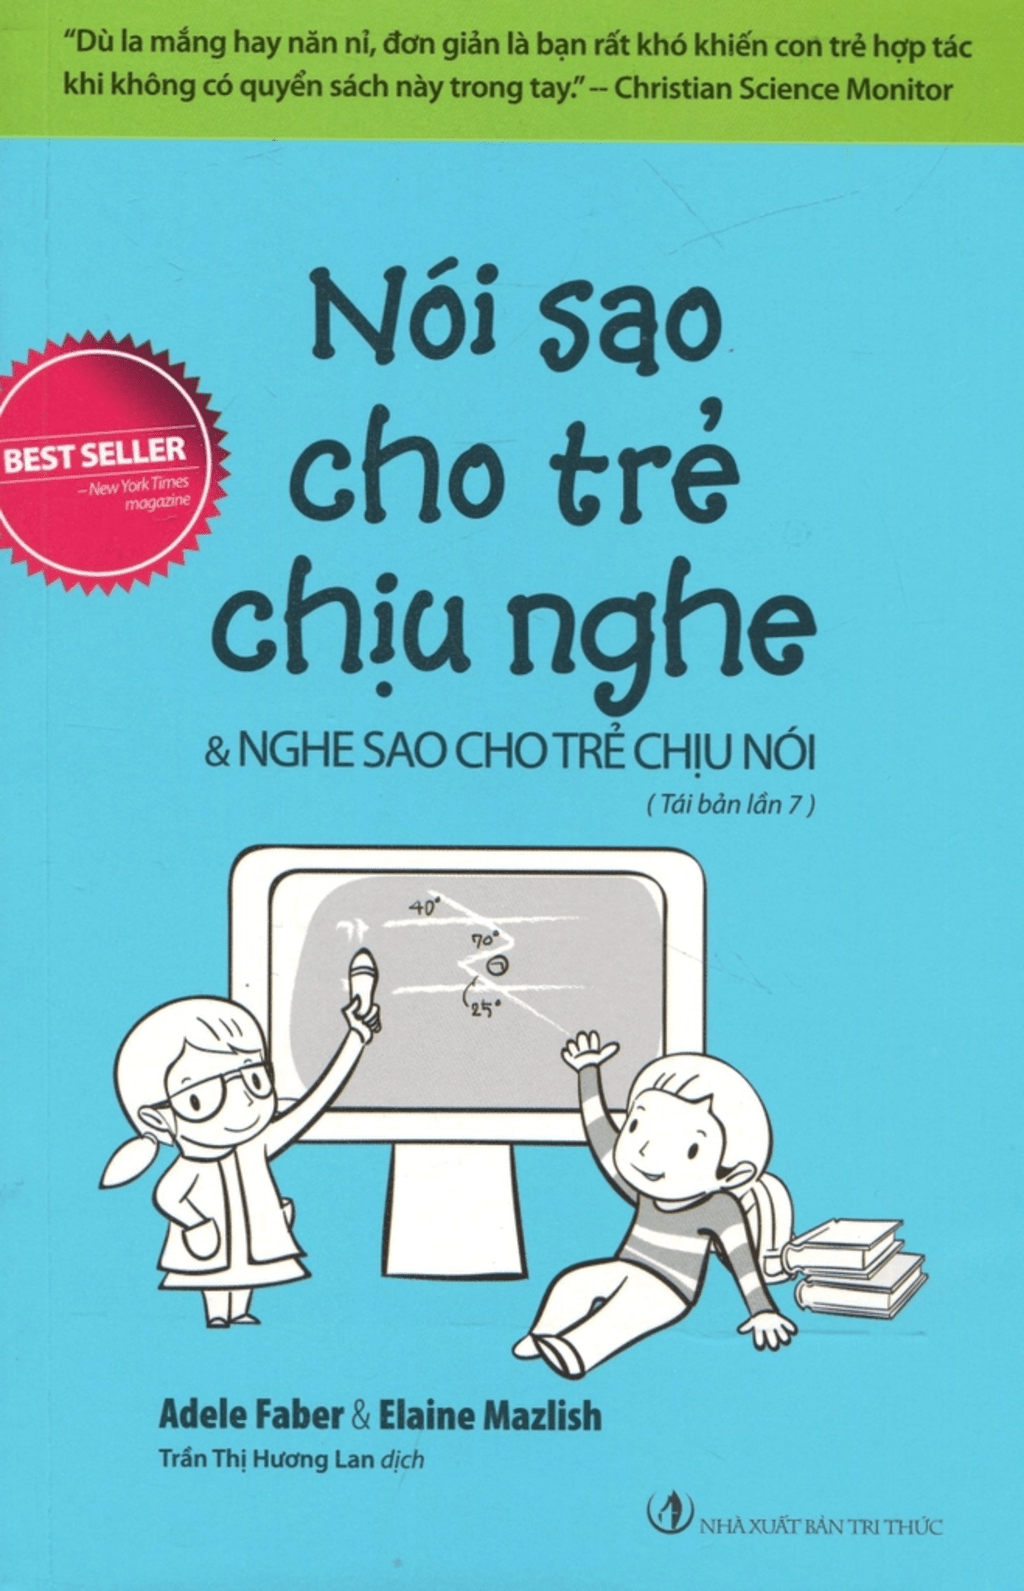 “Dù la mắng hay năn nỉ, đơn giản là bạn rất khó khiến con trẻ hợp tác
khi không có quyển sách này trong tay.” -- Christian Science Monitor
Nói sao
cho trẻ
chịu nghe
& NGHE SAO CHO TRẺ CHỊU NÓI
( Tái bản lần 7 )
BEST SELLER
– New York Times
magazine
40°
70°
25°
Adele Faber & Elaine Mazlish
Trần Thị Hương Lan dịch
NHÀ XUẤT BẢN TRI THỨC